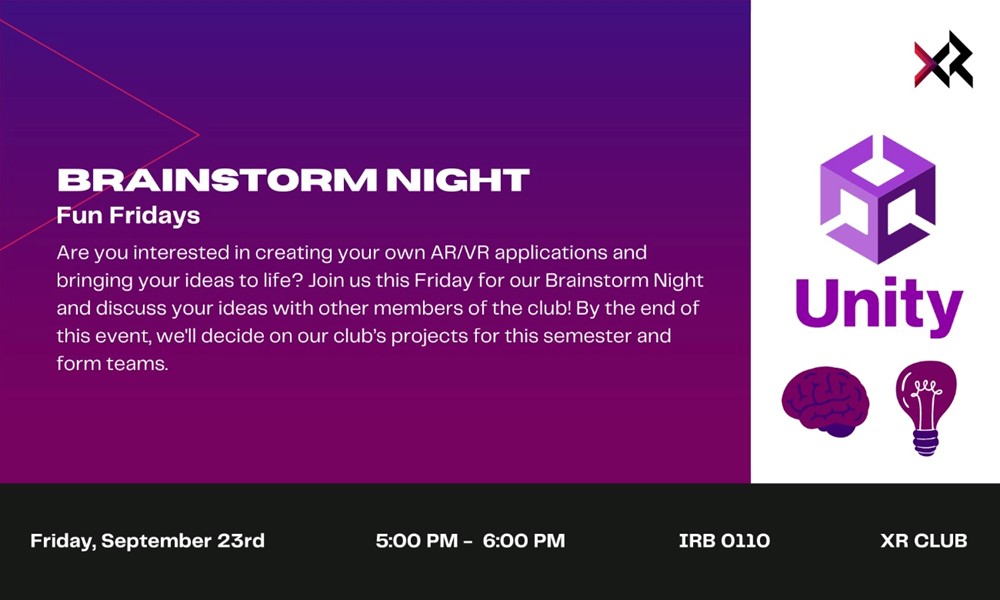 BRAINSTORM NIGHT
Fun Fridays
Are you interested in creating your own AR/VR applications and
bringing your ideas to life? Join us this Friday for our Brainstorm Night
and discuss your ideas with other members of the club! By the end of
this event, we'll decide on our club's projects for this semester and
form teams.
XR
Unity
Friday, September 23rd
5:00 PM - 6:00 PM
IRB 0110
XR CLUB